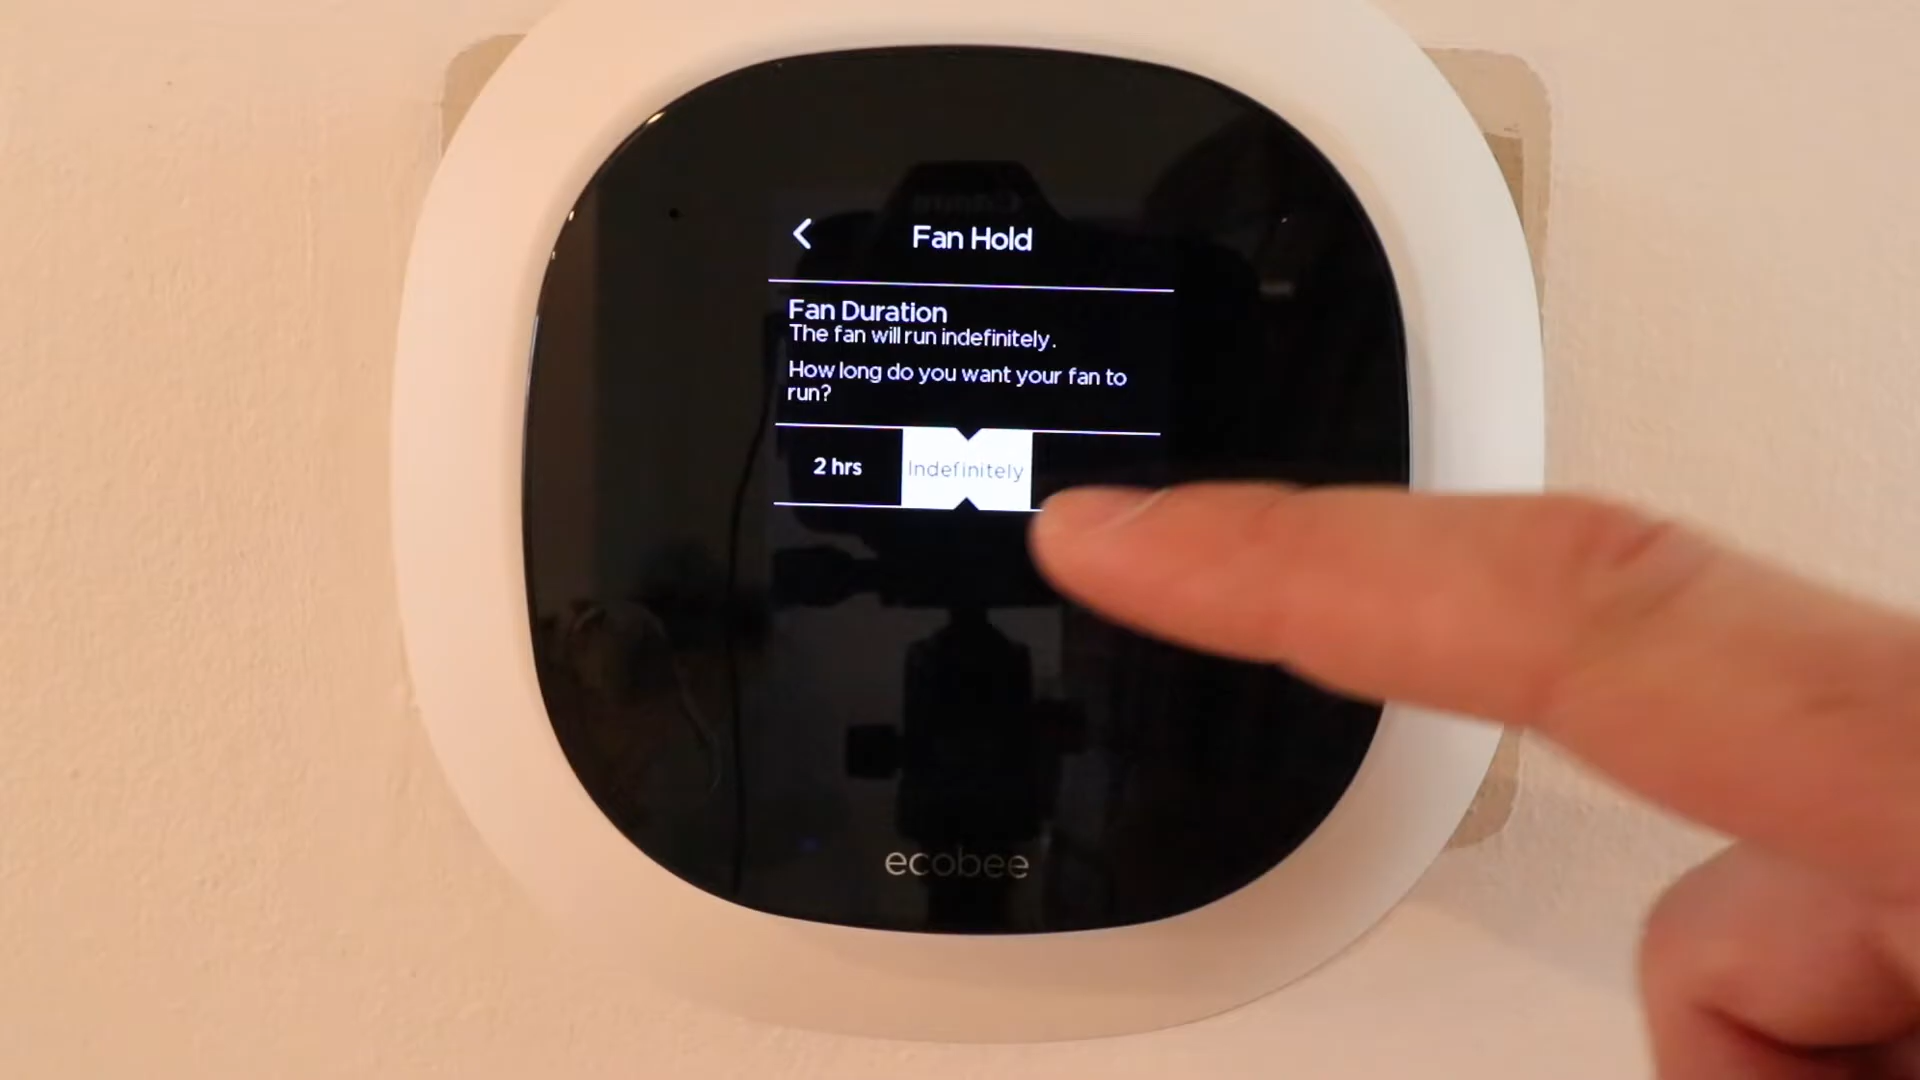 Fan Hold
Fan Duration
The fan will run indefinitely.
How long do you want your fan to
run?
2 hrs
Indefinitely
ecobee